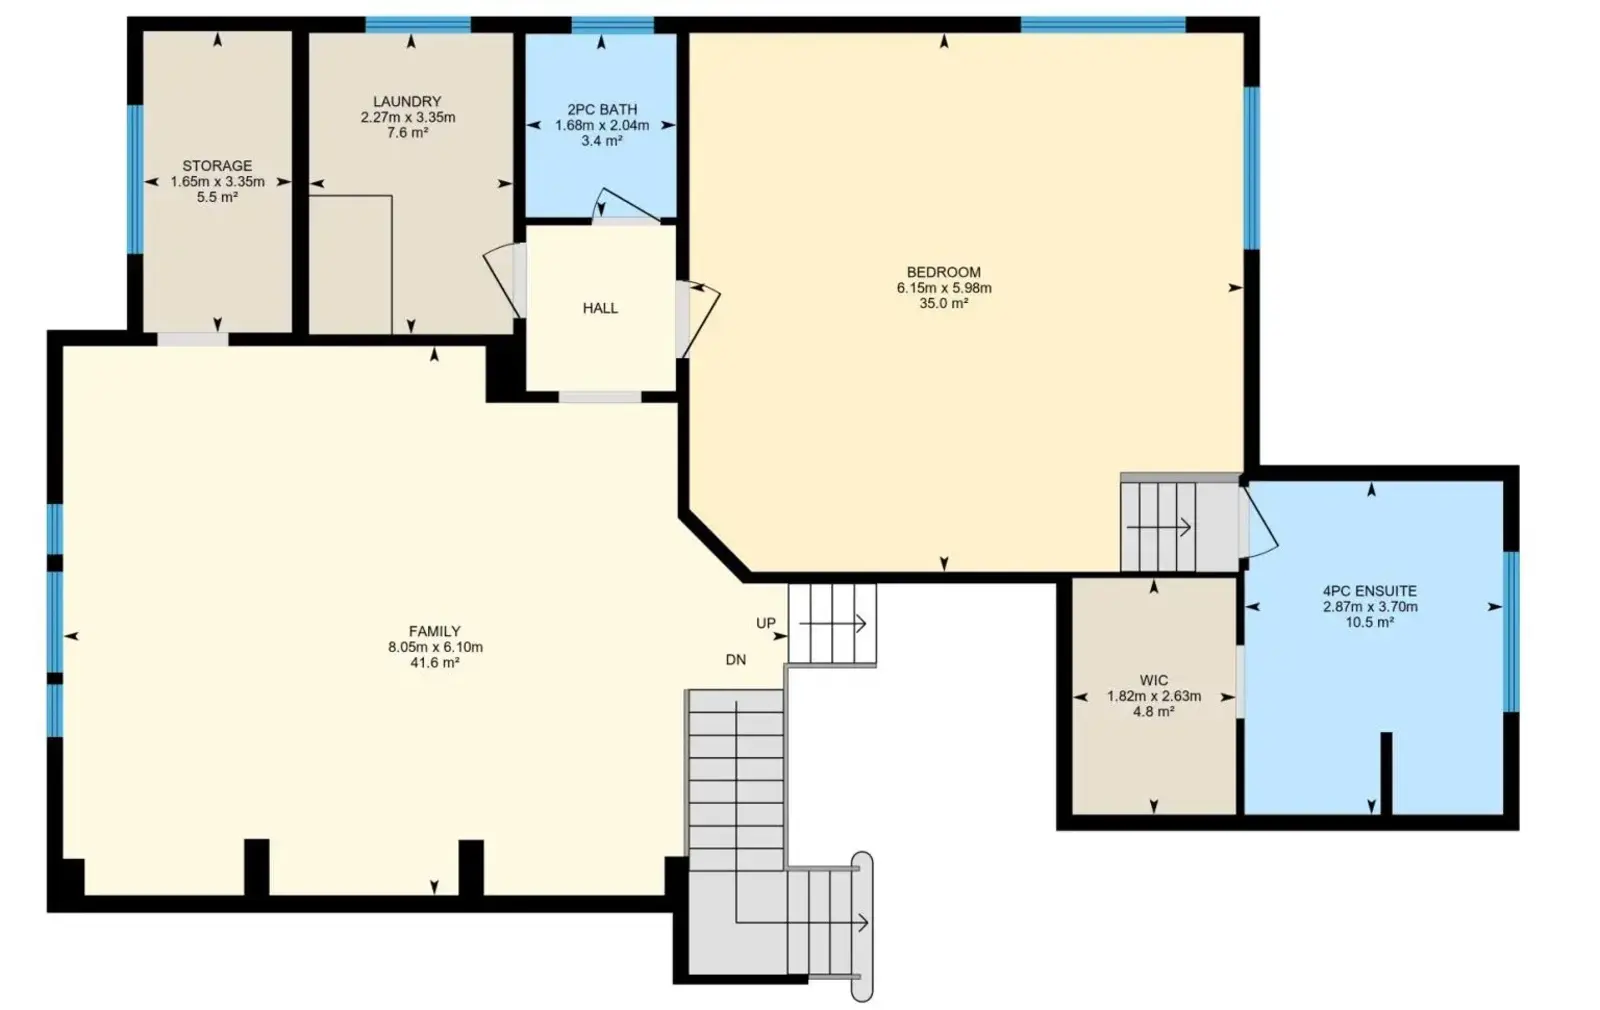 STORAGE
1.65m x 3.35m
5.5 m²
LAUNDRY
2.27m x 3.35m
7.6 m²
2PC BATH
1.68m x 2.04m
3.4 m²
HALL
BEDROOM
6.15m x 5.98m
35.0 m²
FAMILY
8.05m x 6.10m
41.6 m²
UP
DN
WIC
1.82m x 2.63m
4.8 m²
4PC ENSUITE
2.87m x 3.70m
10.5 m²